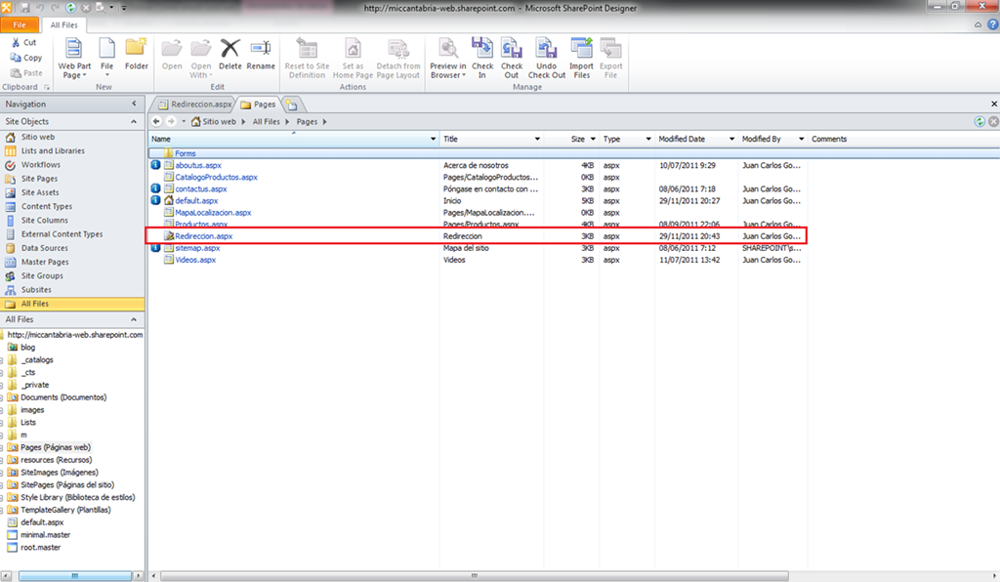 http://miccantabria-web.sharepoint.com - Microsoft SharePoint Designer
File All Files
Cut
Copy
Paste
Clipboard
Web Part Page
File
Folder
New
Open
Open With
Delete
Rename
Edit
Reset to Site Definition
Set as Home Page
Detach from Page Layout
Actions
Preview in Browser
Check In
Check Out
Undo Check Out
Import Files
Export File
Manage
Navigation
Site Objects
Sitio web
Lists and Libraries
Workflows
Site Pages
Site Assets
Content Types
Site Columns
External Content Types
Data Sources
Master Pages
Site Groups
Subsites
All Files
All Files
http://miccantabria-web.sharepoint.com
blog
_catalogs
_cts
_private
Documents (Documentos)
images
Lists
m
Pages (Páginas web)
resources (Recursos)
SiteImages (Imágenes)
SitePages (Páginas del sitio)
Style Library (Biblioteca de estilos)
TemplateGallery (Plantillas)
default.aspx
minimal.master
root.master
Redireccion.aspx Pages
Sitio web All Files Pages
Name Title Size Type Modified Date Modified By Comments
Forms
aboutus.aspx Acerca de nosotros 4KB aspx 10/07/2011 9:29 Juan Carlos Go...
CatalogoProductos.aspx Pages/CatalogoProductos... 0KB aspx
contactus.aspx Póngase en contacto con ... 3KB aspx 08/06/2011 7:18 Juan Carlos Go...
default.aspx Inicio 5KB aspx 29/11/2011 20:27 Juan Carlos Go...
MapaLocalizacion.aspx Pages/MapaLocalizacion.... 0KB aspx
Productos.aspx Pages/Productos.aspx 4KB aspx 08/09/2011 22:06 Juan Carlos Go...
Redireccion.aspx Redireccion 3KB aspx 29/11/2011 20:43 Juan Carlos Go...
sitemap.aspx Mapa del sitio 3KB aspx 08/06/2011 7:12 SHAREPOINT\s...
Videos.aspx Videos 3KB aspx 11/07/2011 13:42 Juan Carlos Go...